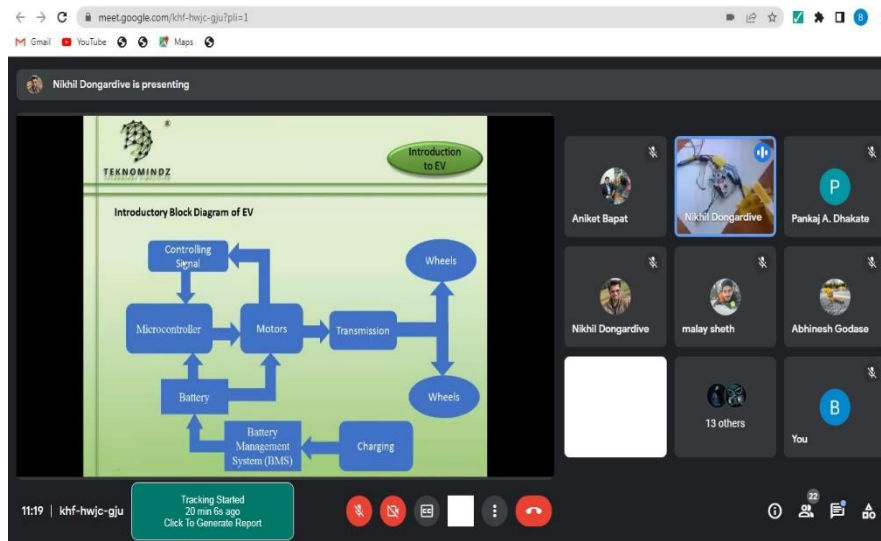 meet.google.com/khf-hwjc-gju?pli=1
B
Gmail YouTube Maps
Nikhil Dongardive is presenting
®
TEKNOMINDZ
Introduction
to EV
Introductory Block Diagram of EV
Controlling
Signal
Wheels
Microcontroller
Motors
Transmission
Battery
Wheels
Battery
Management
System (BMS)
Charging
Aniket Bapat
Nikhil Dongardive
P
Pankaj A. Dhakate
Nikhil Dongardive
malay sheth
Abhinesh Godase
13 others
B
You
11:19 | khf-hwjc-gju
Tracking Started
20 min 6s ago
Click To Generate Report
CC
22